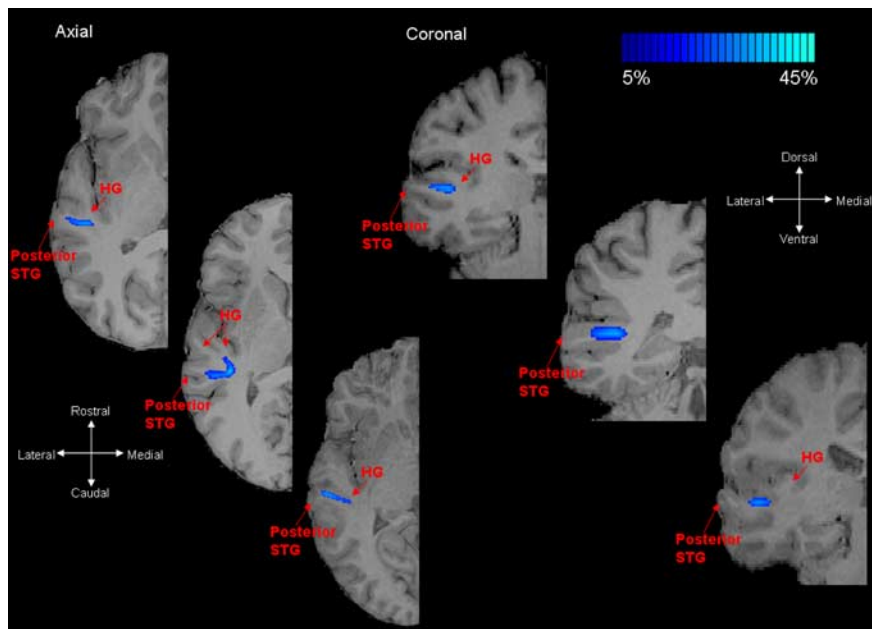 Axial
Coronal
5%
45%
HG
Posterior
STG
HG
Posterior
STG
HG
Posterior
STG
Rostral
Lateral
Medial
Caudal
HG
Posterior
STG
Dorsal
Lateral
Medial
Ventral
Posterior
STG
HG
Posterior
STG